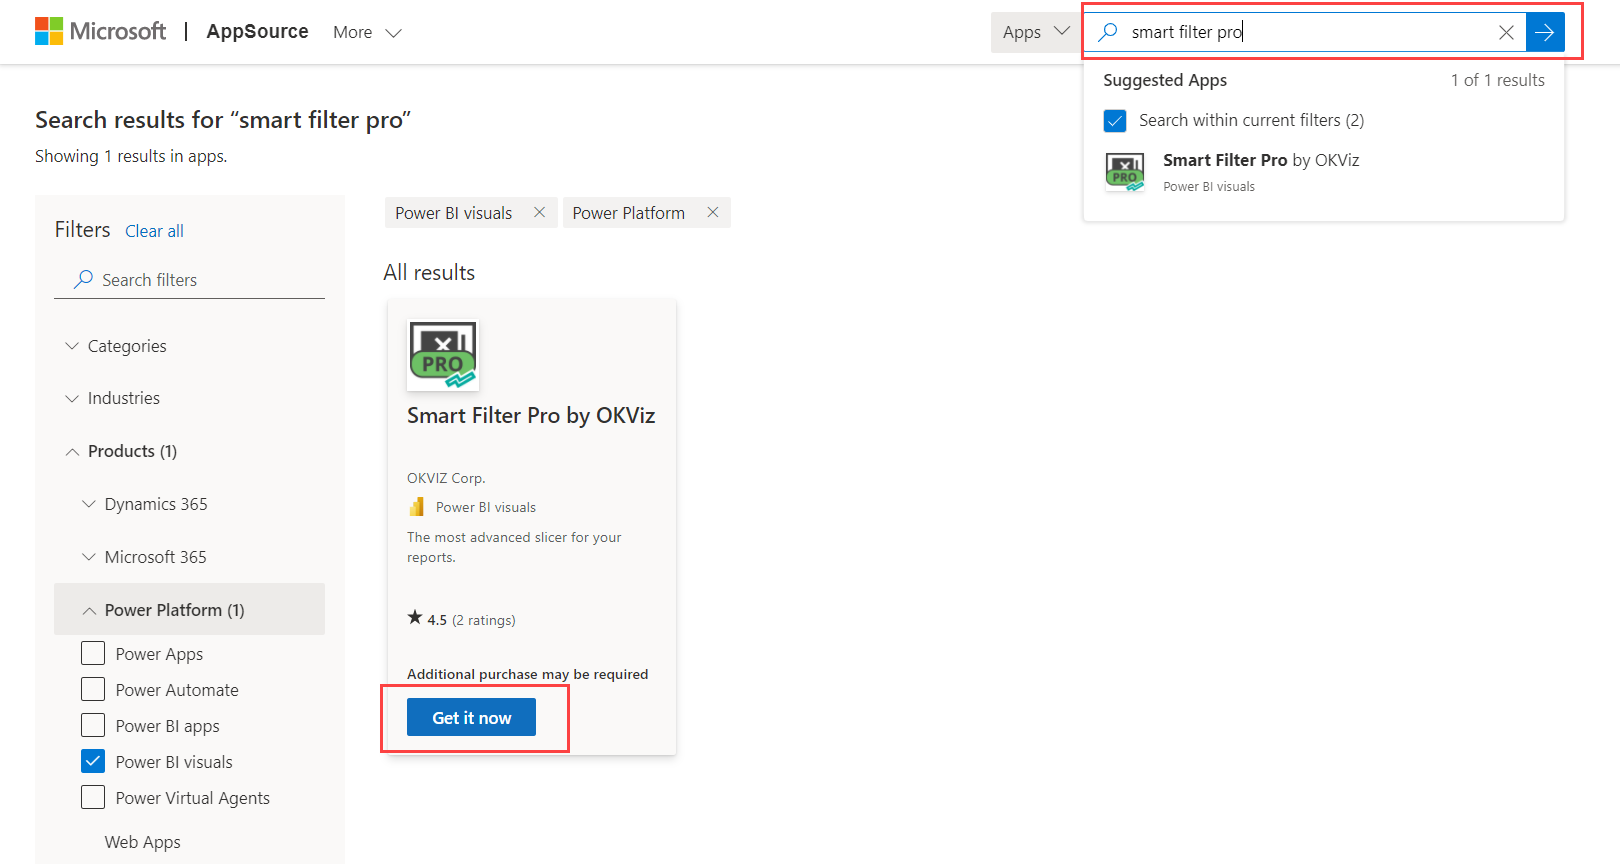 Microsoft | AppSource More
Apps
smart filter pro
Suggested Apps 1 of 1 results
Search within current filters (2)
PRO
Smart Filter Pro by OKViz
Power BI visuals
Search results for “smart filter pro”
Showing 1 results in apps.
Filters Clear all
Search filters
Categories
Industries
Products (1)
Dynamics 365
Microsoft 365
Power Platform (1)
Power Apps
Power Automate
Power BI apps
Power BI visuals
Power Virtual Agents
Web Apps
Power BI visuals Power Platform
All results
PRO
Smart Filter Pro by OKViz
OKVIZ Corp.
Power BI visuals
The most advanced slicer for your
reports.
4.5 (2 ratings)
Additional purchase may be required
Get it now